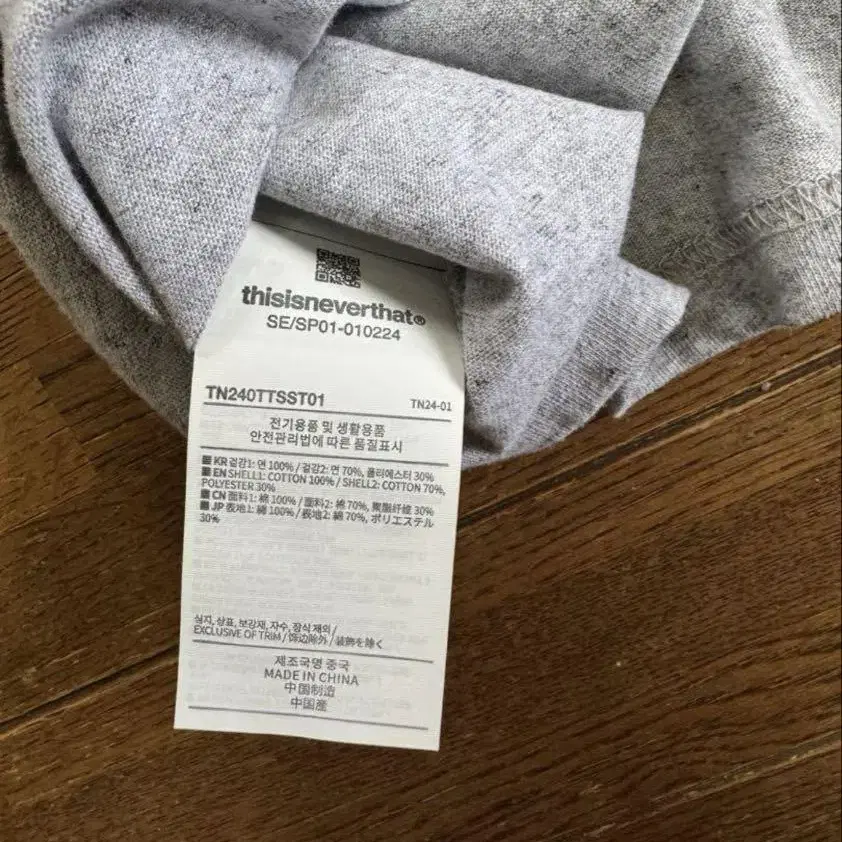 thisisneverthat®
SE/SP01-010224
TN240TTSST01 TN24-01
전기용품 및 생활용품
안전관리법에 따른 품질표시
KR 겉감1: 면 100% / 겉감2: 면 70%, 폴리에스터 30%
EN SHELL1: COTTON 100% / SHELL2: COTTON 70%,
POLYESTER 30%
CN 面料1: 棉 100% / 面料2: 棉 70%, 聚酯纤维 30%
JP 表地1: 綿 100% / 表地2: 綿 70%, ポリエステル
30%
심지, 상표, 보강재, 자수, 장식 제외 /
EXCLUSIVE OF TRIM / 饰边除外 / 装飾を除く
제조국명 중국
MADE IN CHINA
中国制造
中国産